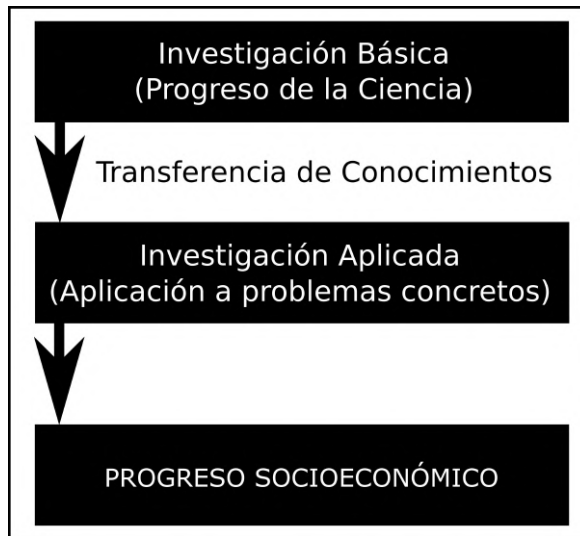 Investigación Básica
(Progreso de la Ciencia)
Transferencia de Conocimientos
Investigación Aplicada
(Aplicación a problemas concretos)
PROGRESO SOCIOECONÓMICO